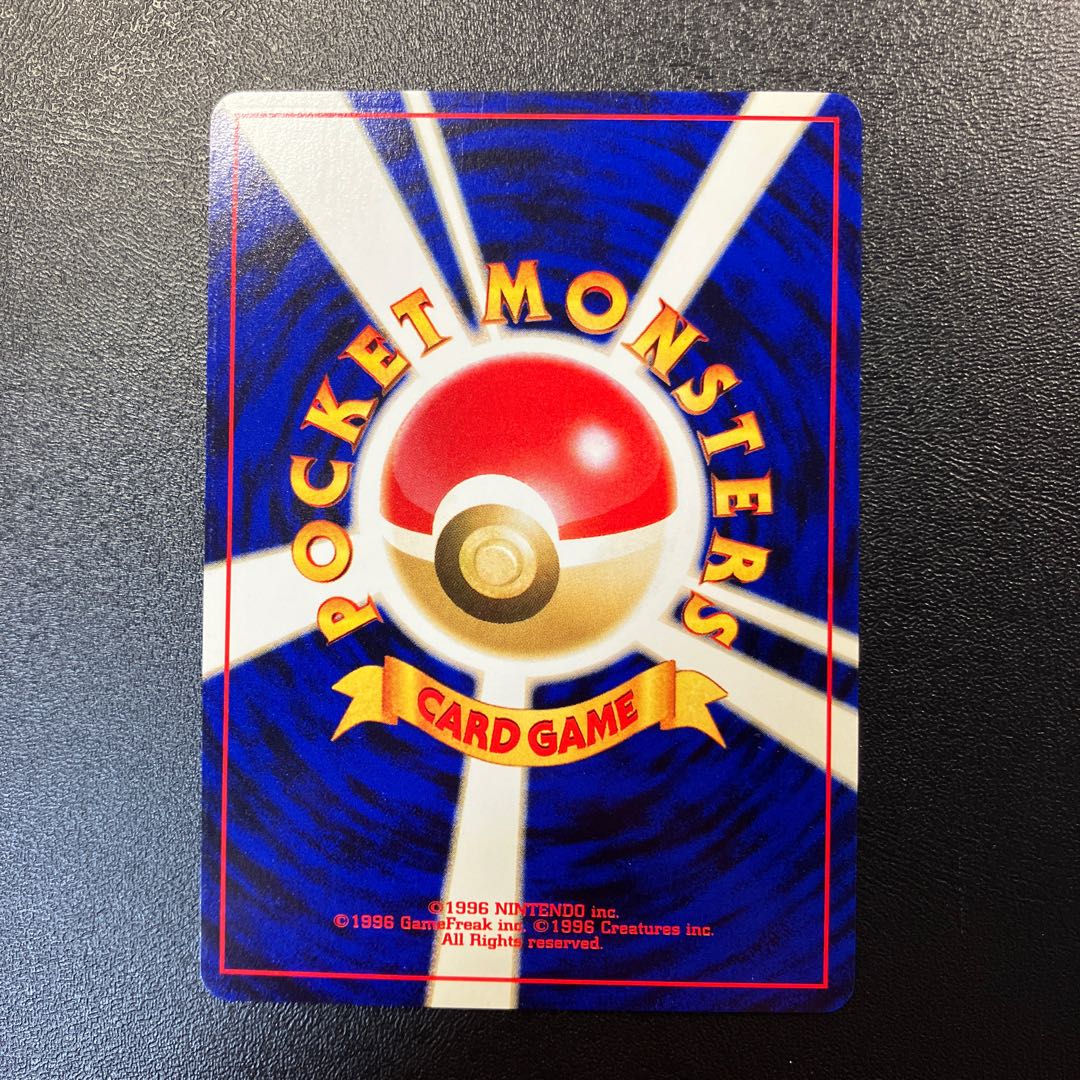 POCKET MONSTERS
CARD GAME
©1996 NINTENDO inc.
©1996 GameFreak inc. ©1996 Creatures inc.
All Rights reserved.